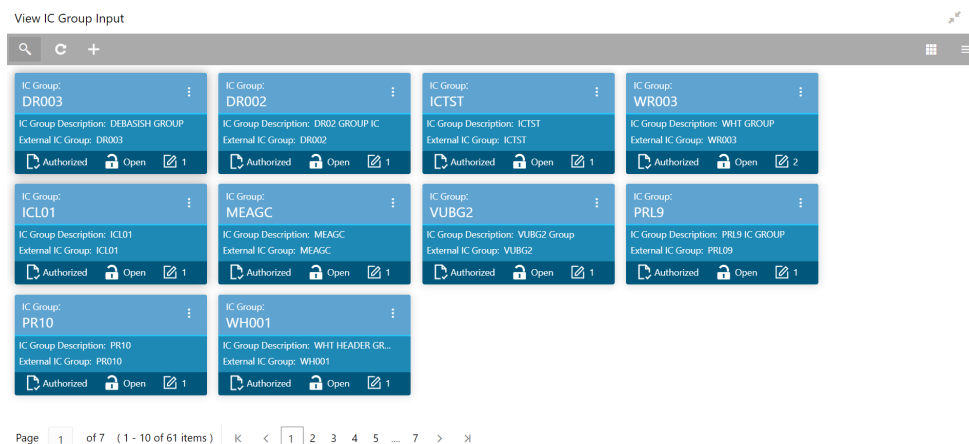 View IC Group Input
IC Group:
DR003
IC Group Description: DEBASISH GROUP
External IC Group: DR003
Authorized Open 1
IC Group:
DR002
IC Group Description: DR02 GROUP IC
External IC Group: DR002
Authorized Open 1
IC Group:
ICTST
IC Group Description: ICTST
External IC Group: ICTST
Authorized Open 1
IC Group:
WR003
IC Group Description: WHT GROUP
External IC Group: WR003
Authorized Open 2
IC Group:
ICL01
IC Group Description: ICL01
External IC Group: ICL01
Authorized Open 1
IC Group:
MEAGC
IC Group Description: MEAGC
External IC Group: MEAGC
Authorized Open 1
IC Group:
VUBG2
IC Group Description: VUBG2 Group
External IC Group: VUBG2
Authorized Open 1
IC Group:
PRL9
IC Group Description: PRL9 IC GROUP
External IC Group: PRL09
Authorized Open 1
IC Group:
PR10
IC Group Description: PR10
External IC Group: PR010
Authorized Open 1
IC Group:
WH001
IC Group Description: WHT HEADER GR...
External IC Group: WH001
Authorized Open 1
Page 1 of 7 (1 - 10 of 61 items) 1 2 3 4 5 .... 7